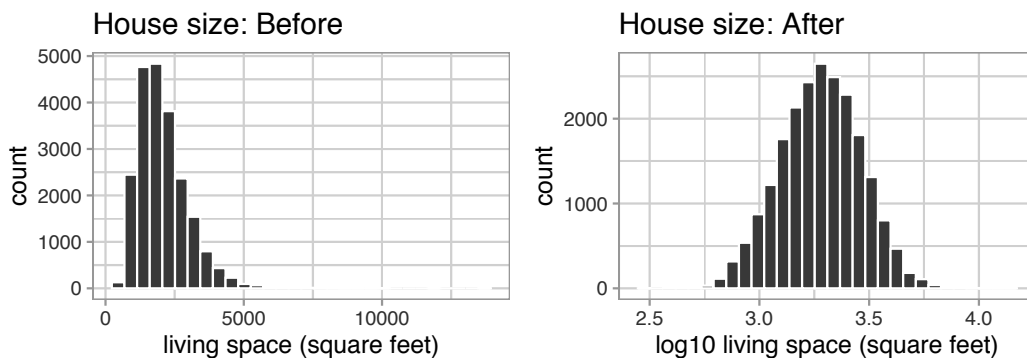 House size: Before
5000
4000
3000
2000
1000
0
count
0 5000 10000
living space (square feet)
House size: After
2000
1000
0
count
2.5 3.0 3.5 4.0
log10 living space (square feet)